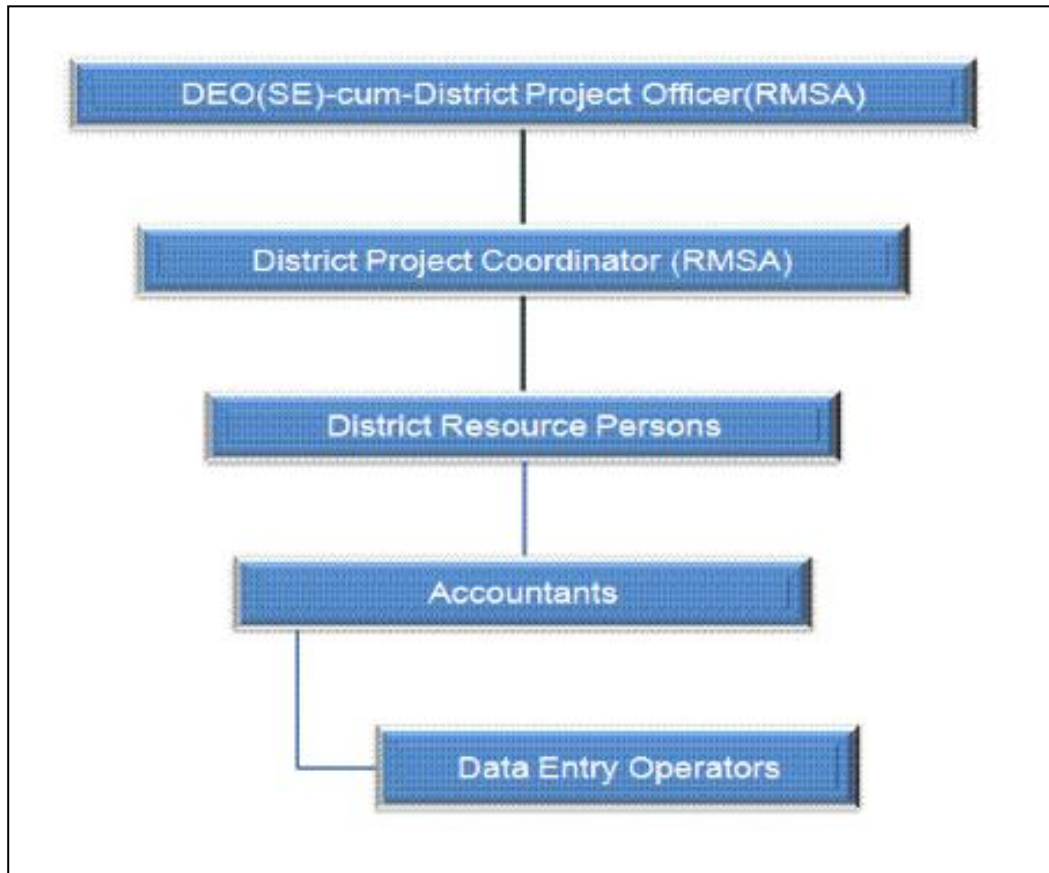 DEO(SE)-cum-District Project Officer(RMSA)
District Project Coordinator (RMSA)
District Resource Persons
Accountants
Data Entry Operators